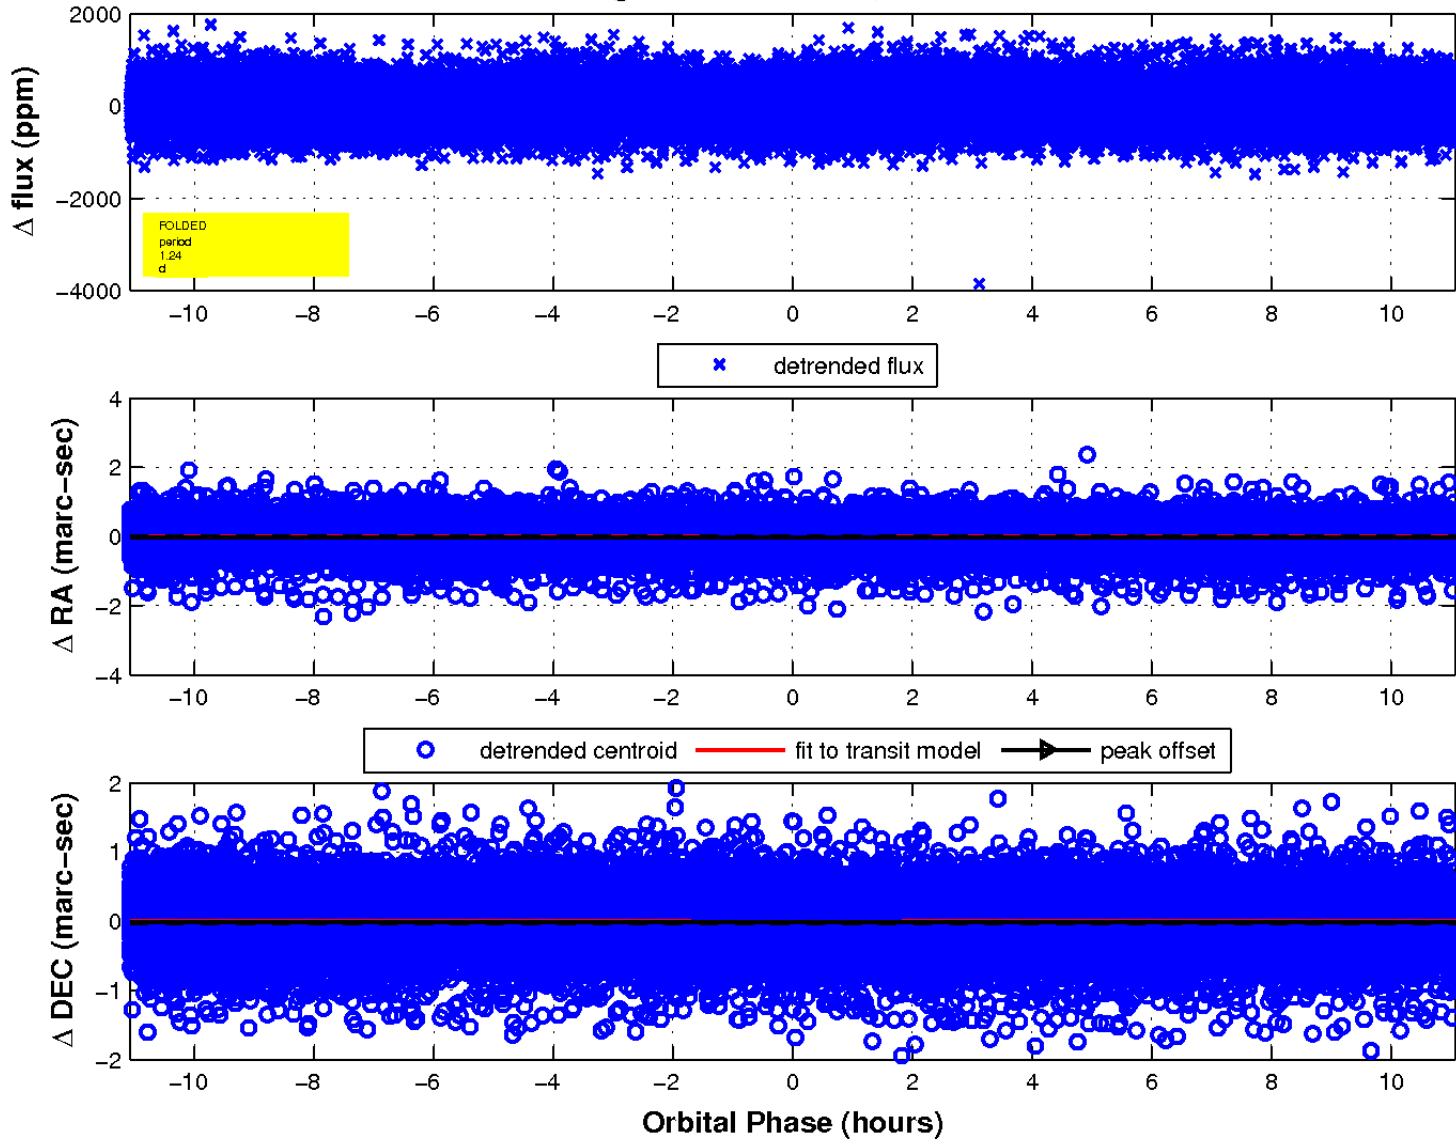 2000
0
−2000
−4000
Δ flux (ppm)
FOLDED
period
1.24
d
−10 −8 −6 −4 −2 0 2 4 6 8 10
detrended flux
4
2
0
−2
−4
Δ RA (marc−sec)
−10 −8 −6 −4 −2 0 2 4 6 8 10
detrended centroid fit to transit model peak offset
2
1
0
−1
−2
Δ DEC (marc−sec)
−10 −8 −6 −4 −2 0 2 4 6 8 10
Orbital Phase (hours)